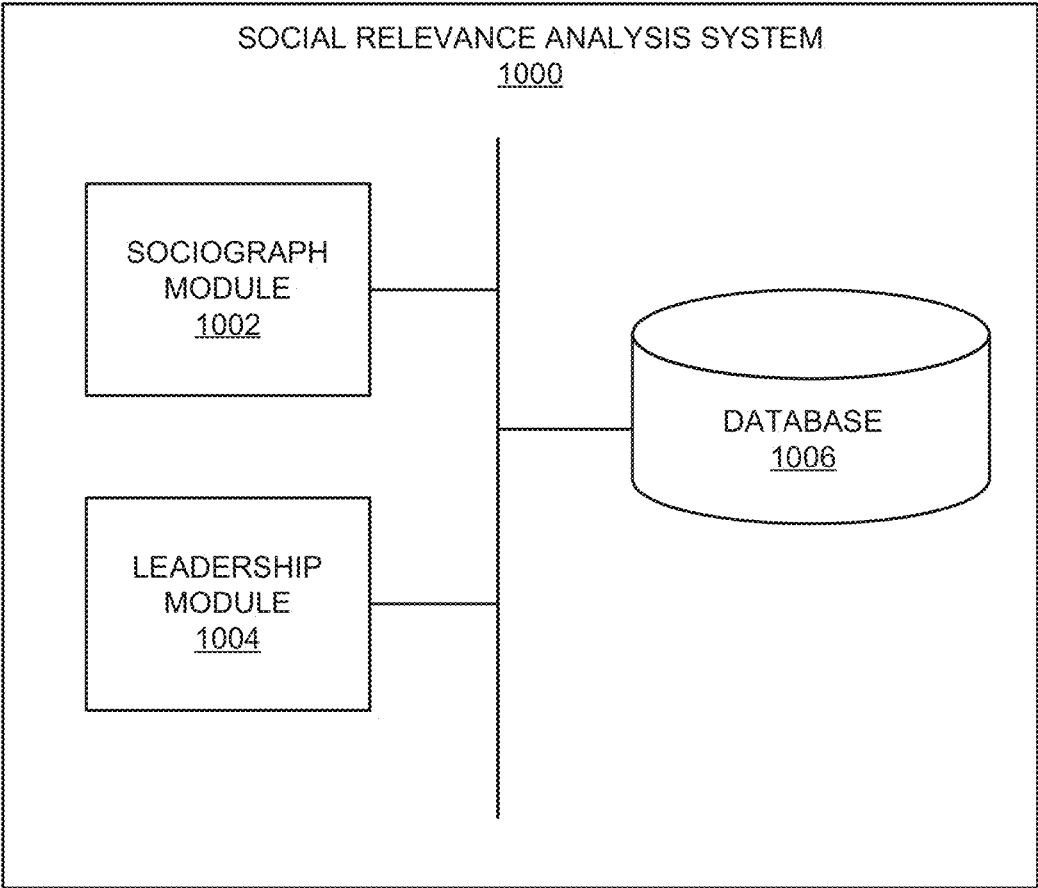 SOCIAL RELEVANCE ANALYSIS SYSTEM
1000
SOCIOGRAPH
MODULE
1002
DATABASE
1006
LEADERSHIP
MODULE
1004